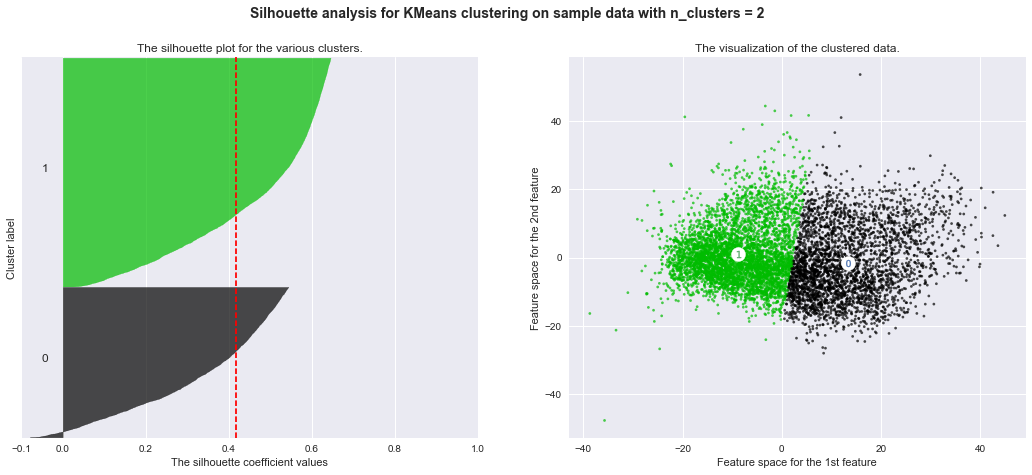 Silhouette analysis for KMeans clustering on sample data with n_clusters = 2
The silhouette plot for the various clusters.
Cluster label
1
0
−0.1 0.0 0.2 0.4 0.6 0.8 1.0
The silhouette coefficient values
The visualization of the clustered data.
Feature space for the 2nd feature
40
20
0
−20
−40
1
0
−40 −20 0 20 40
Feature space for the 1st feature